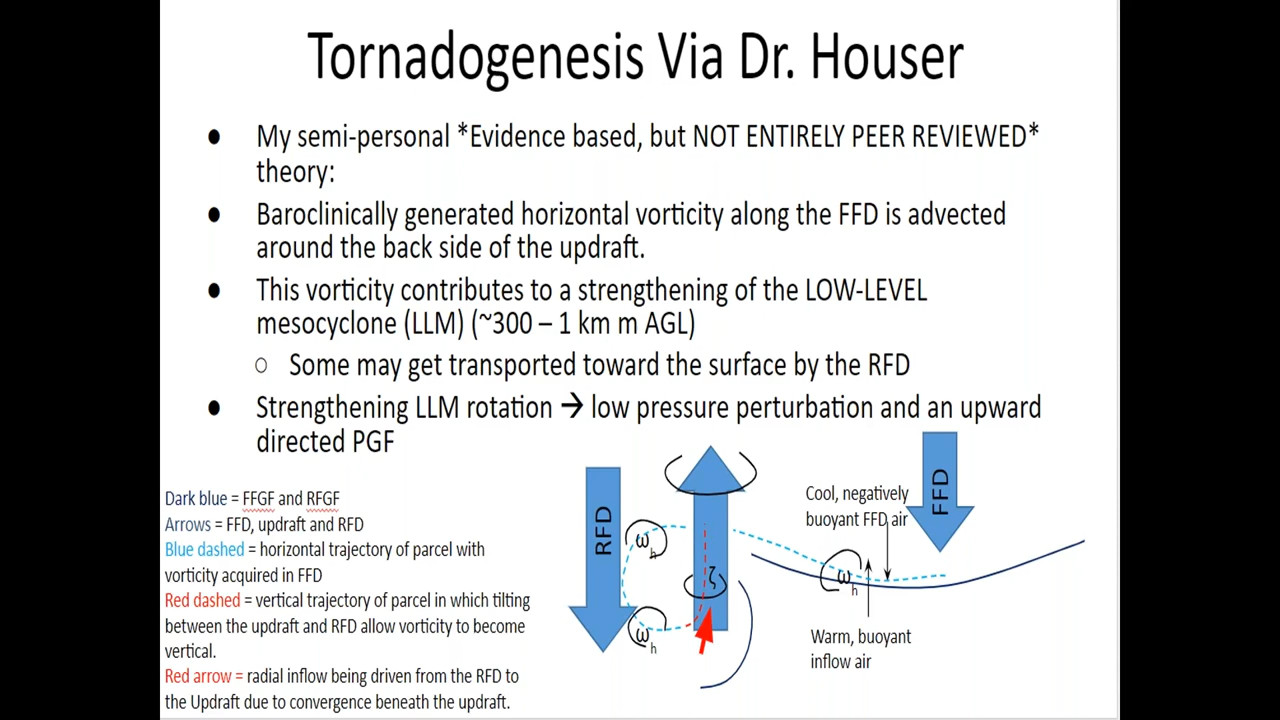 Tornadogenesis Via Dr. Houser
● My semi-personal *Evidence based, but NOT ENTIRELY PEER REVIEWED*
theory:
● Baroclinically generated horizontal vorticity along the FFD is advected
around the back side of the updraft.
● This vorticity contributes to a strengthening of the LOW-LEVEL
mesocyclone (LLM) (~300 – 1 km m AGL)
○ Some may get transported toward the surface by the RFD
● Strengthening LLM rotation → low pressure perturbation and an upward
directed PGF
Dark blue = FFGF and RFGF
Arrows = FFD, updraft and RFD
Blue dashed = horizontal trajectory of parcel with
vorticity acquired in FFD
Red dashed = vertical trajectory of parcel in which tilting
between the updraft and RFD allow vorticity to become
vertical.
Red arrow = radial inflow being driven from the RFD to
the Updraft due to convergence beneath the updraft.
RFD
ωh
ωh
ζ
Cool, negatively
buoyant FFD air
FFD
ωh
Warm, buoyant
inflow air